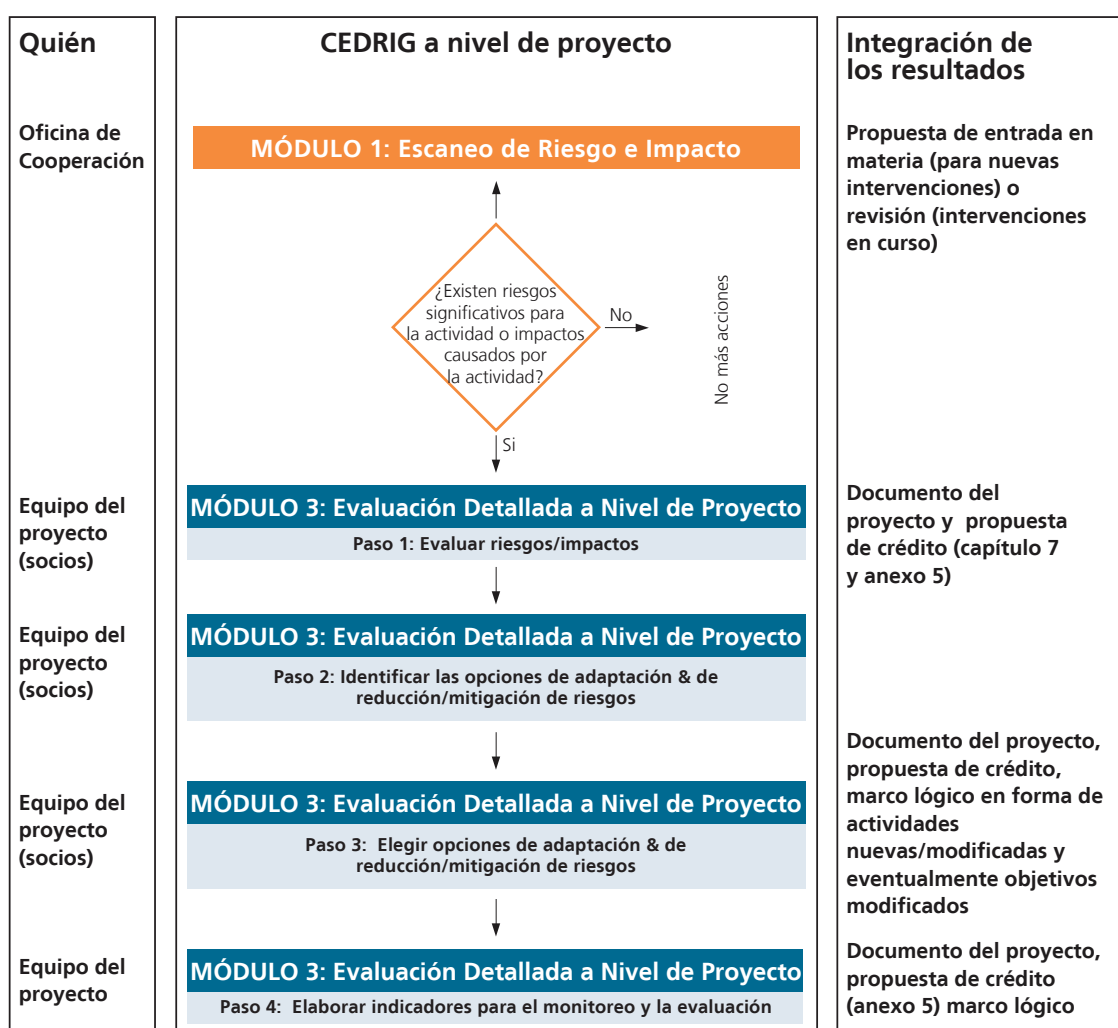 Quién
Oficina de
Cooperación
Equipo del
proyecto
(socios)
Equipo del
proyecto
(socios)
Equipo del
proyecto
(socios)
Equipo del
proyecto
CEDRIG a nivel de proyecto
MÓDULO 1: Escaneo de Riesgo e Impacto
¿Existen riesgos
significativos para
la actividad o impactos
causados por
la actividad?
No
No más acciones
Si
MÓDULO 3: Evaluación Detallada a Nivel de Proyecto
Paso 1: Evaluar riesgos/impactos
MÓDULO 3: Evaluación Detallada a Nivel de Proyecto
Paso 2: Identificar las opciones de adaptación & de
reducción/mitigación de riesgos
MÓDULO 3: Evaluación Detallada a Nivel de Proyecto
Paso 3: Elegir opciones de adaptación & de
reducción/mitigación de riesgos
MÓDULO 3: Evaluación Detallada a Nivel de Proyecto
Paso 4: Elaborar indicadores para el monitoreo y la evaluación
Integración de
los resultados
Propuesta de entrada en
materia (para nuevas
intervenciones) o
revisión (intervenciones
en curso)
Documento del
proyecto y propuesta
de crédito (capítulo 7
y anexo 5)
Documento del proyecto,
propuesta de crédito,
marco lógico en forma de
actividades
nuevas/modificadas y
eventualmente objetivos
modificados
Documento del proyecto,
propuesta de crédito
(anexo 5) marco lógico